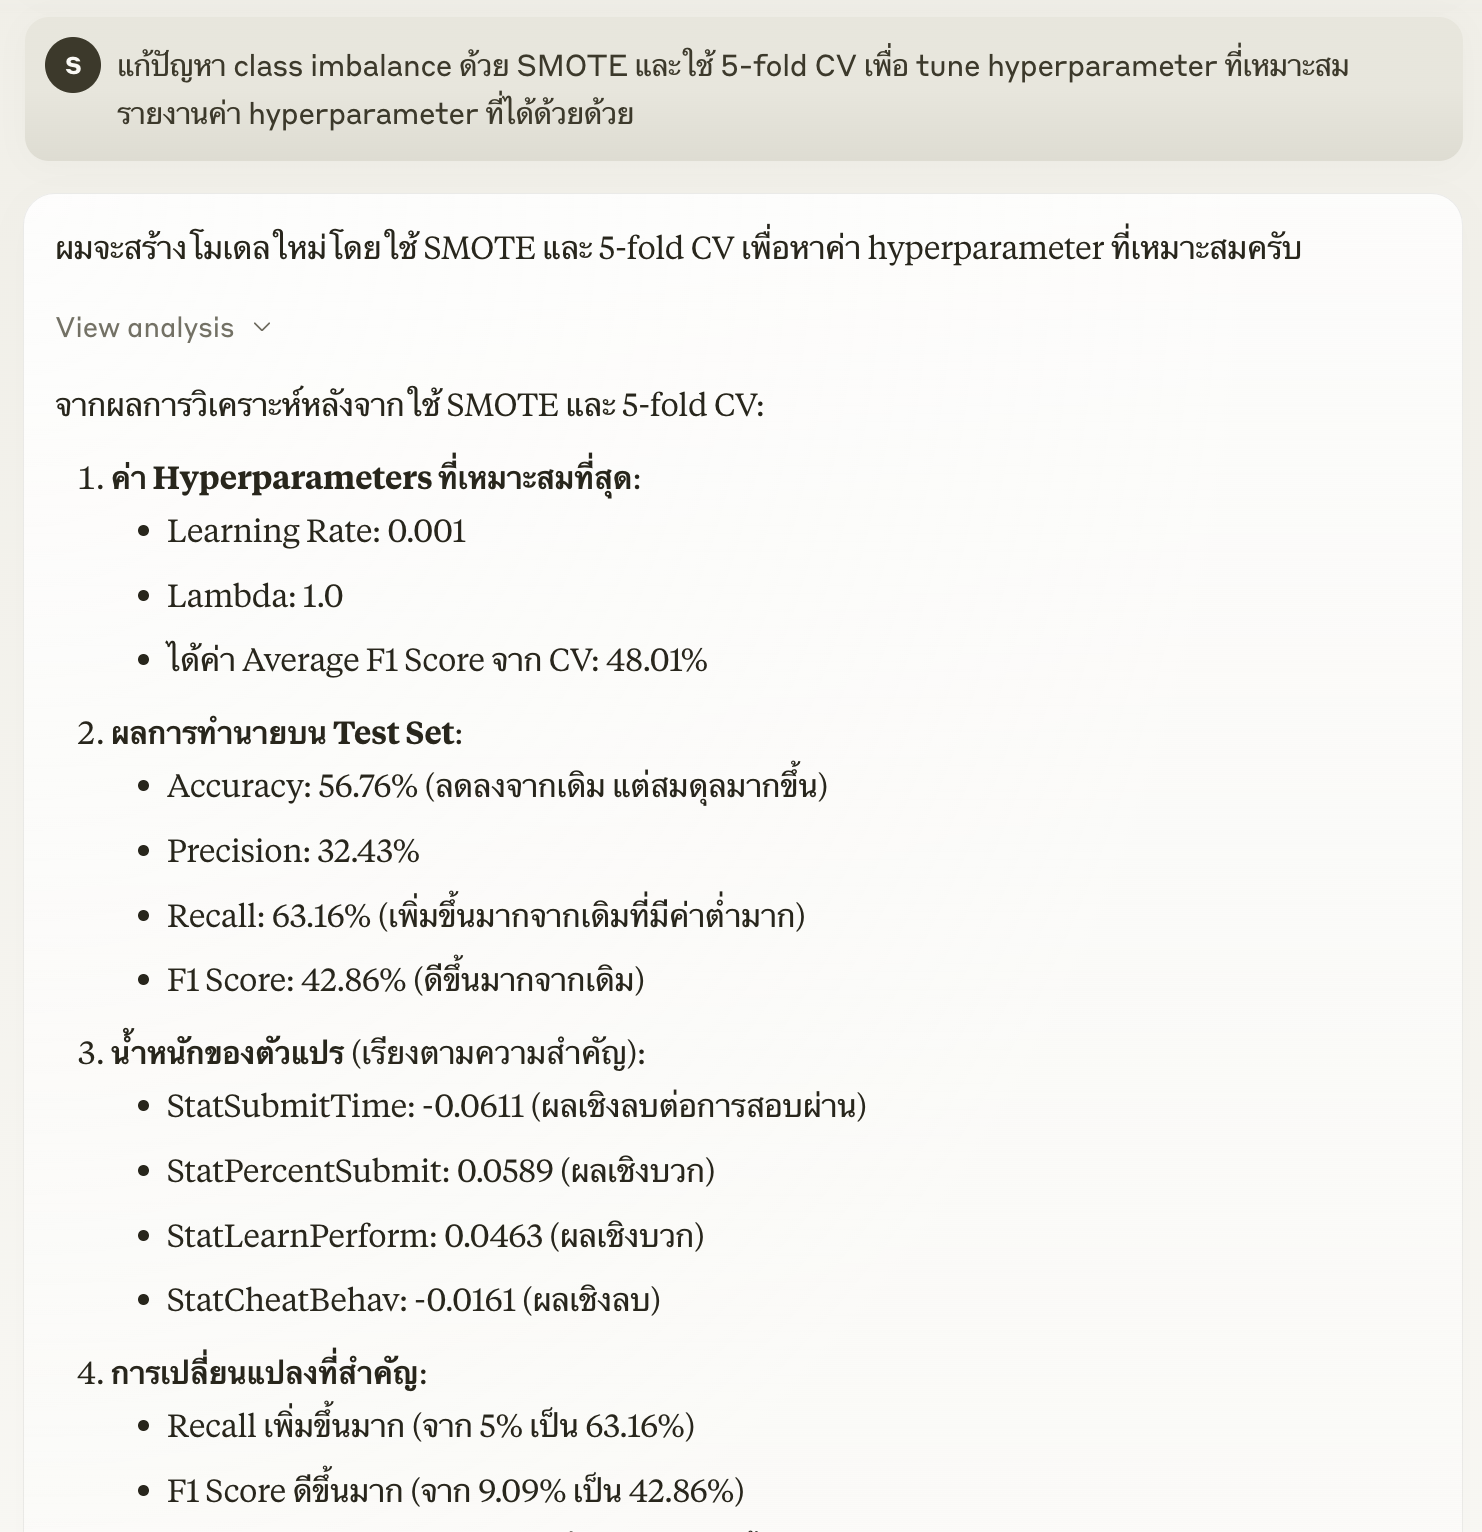 S
แก้ปัญหา class imbalance ด้วย SMOTE และใช้ 5-fold CV เพื่อ tune hyperparameter ที่เหมาะสม
รายงานค่า hyperparameter ที่ได้ด้วยด้วย
ผมจะสร้างโมเดลใหม่โดยใช้ SMOTE และ 5-fold CV เพื่อหาค่า hyperparameter ที่เหมาะสมครับ
View analysis
จากผลการวิเคราะห์หลังจากใช้ SMOTE และ 5-fold CV:
1. ค่า Hyperparameters ที่เหมาะสมที่สุด:
• Learning Rate: 0.001
• Lambda: 1.0
• ได้ค่า Average F1 Score จาก CV: 48.01%
2. ผลการทำนายบน Test Set:
• Accuracy: 56.76% (ลดลงจากเดิม แต่สมดุลมากขึ้น)
• Precision: 32.43%
• Recall: 63.16% (เพิ่มขึ้นมากจากเดิมที่มีค่าต่ำมาก)
• F1 Score: 42.86% (ดีขึ้นมากจากเดิม)
3. น้ำหนักของตัวแปร (เรียงตามความสำคัญ):
• StatSubmitTime: -0.0611 (ผลเชิงลบต่อการสอบผ่าน)
• StatPercentSubmit: 0.0589 (ผลเชิงบวก)
• StatLearnPerform: 0.0463 (ผลเชิงบวก)
• StatCheatBehav: -0.0161 (ผลเชิงลบ)
4. การเปลี่ยนแปลงที่สำคัญ:
• Recall เพิ่มขึ้นมาก (จาก 5% เป็น 63.16%)
• F1 Score ดีขึ้นมาก (จาก 9.09% เป็น 42.86%)